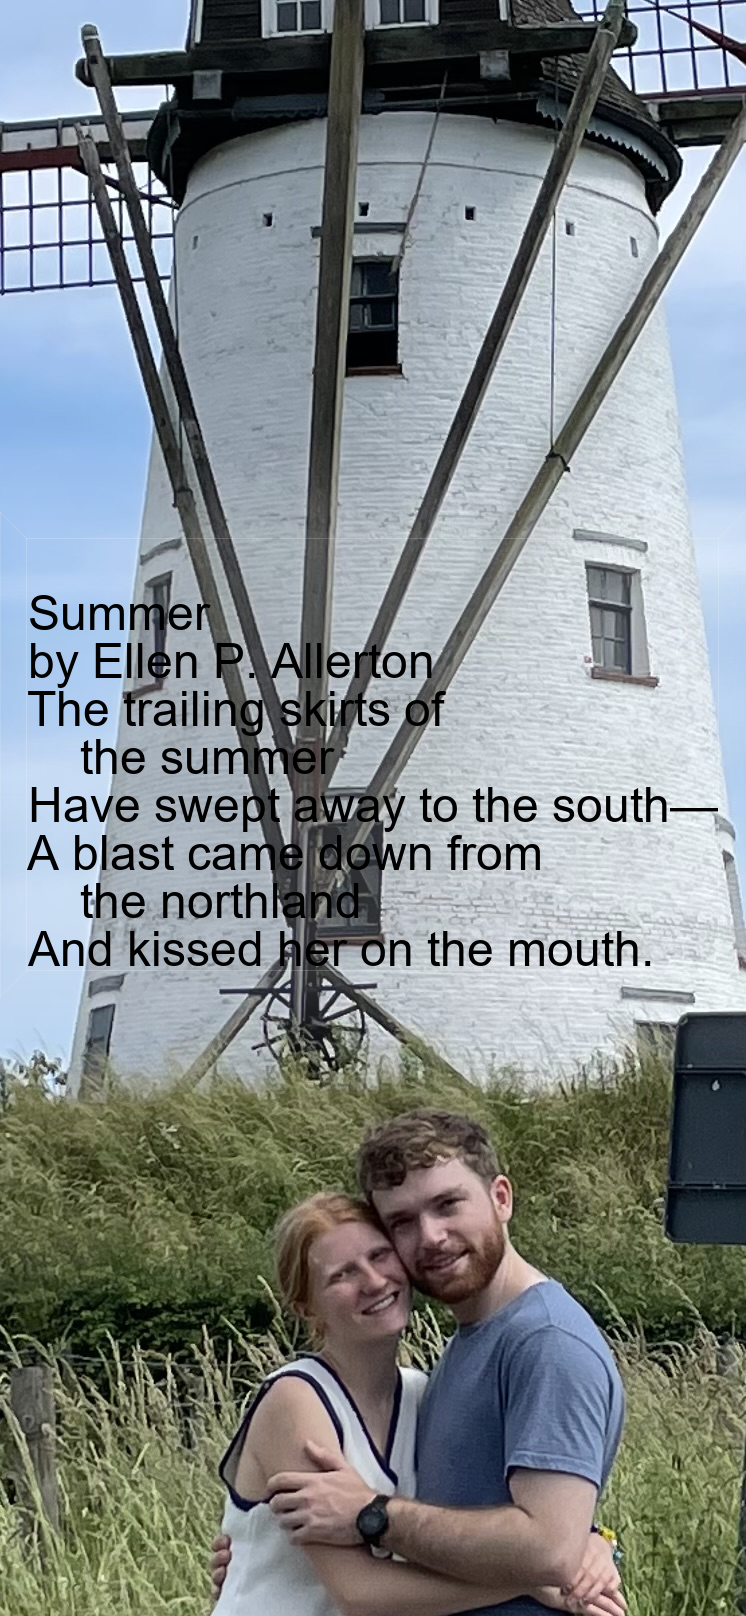 Summer
by Ellen P. Allerton
The trailing skirts of
the summer
Have swept away to the south—
A blast came down from
the northland
And kissed her on the mouth.